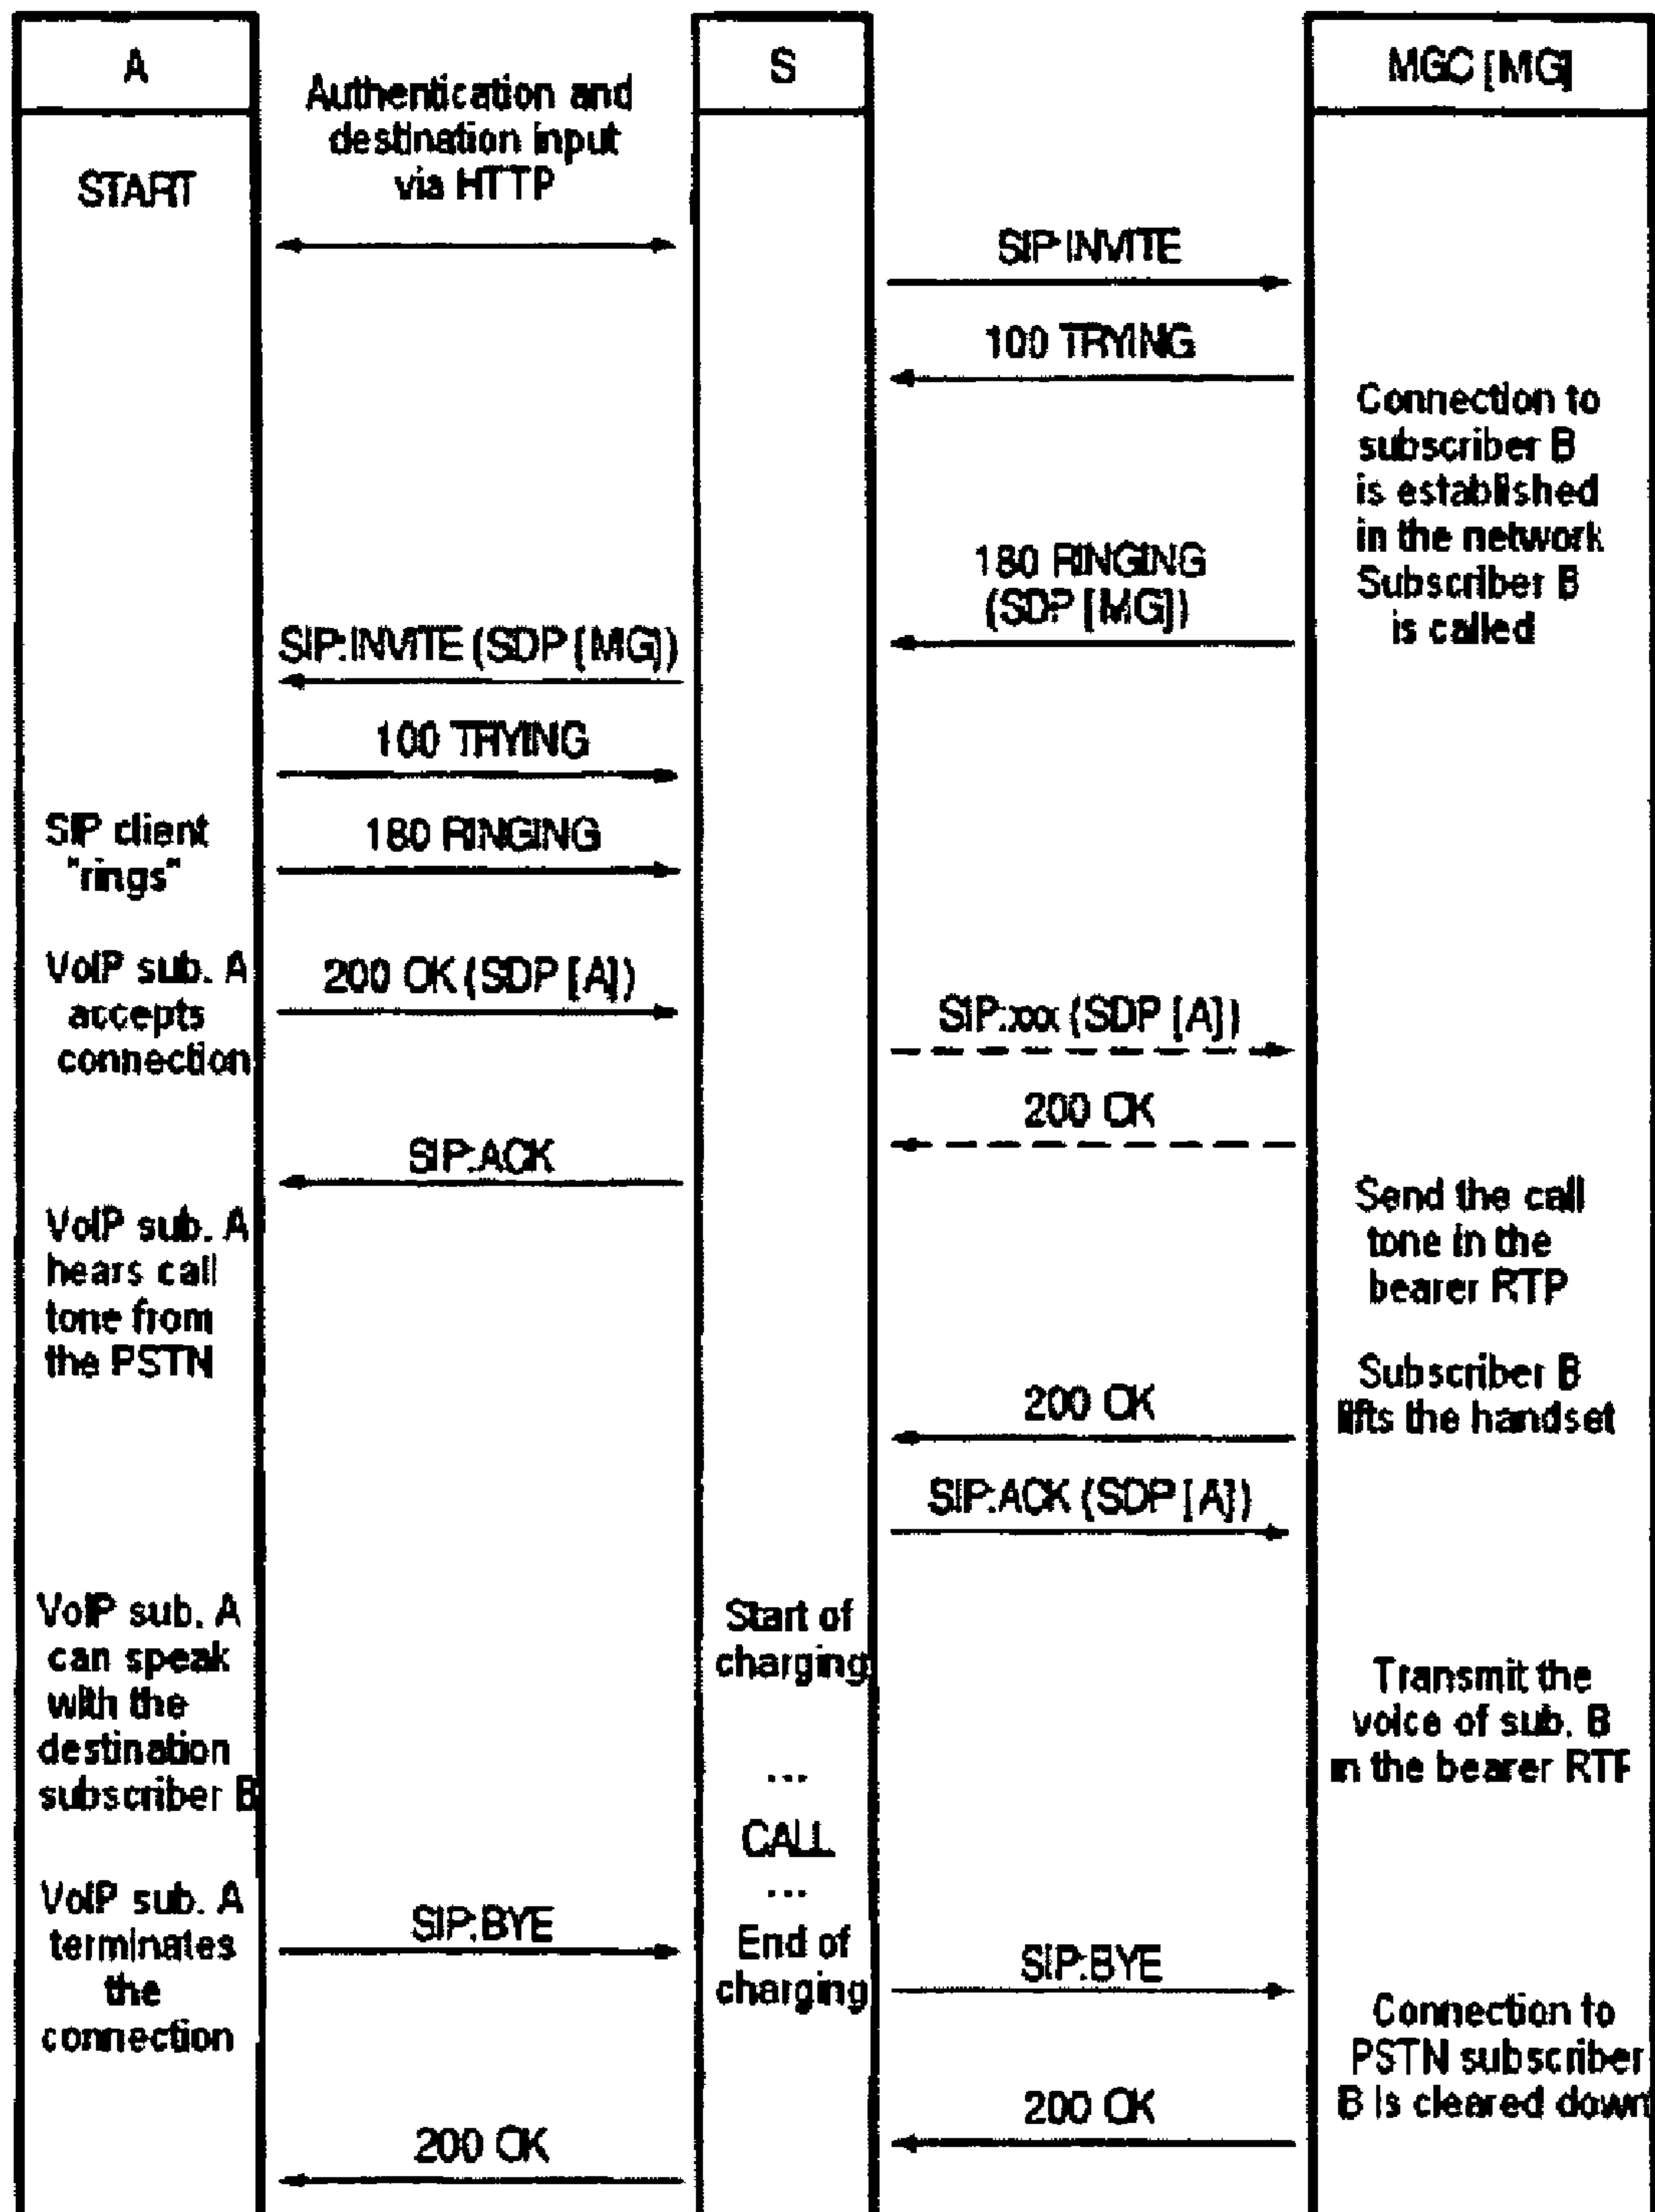 A
S
MGC [MG]
Authentication and
destination input
via HTTP
START
SIP:INVITE
100 TRYING
Connection to
subscriber B
is established
in the network
Subscriber B
is called
180 RINGING
(SDP [MG])
SIP:INVITE (SDP [MG])
100 TRYING
SIP client
"rings"
180 RINGING
VoIP sub. A
accepts
connection
200 OK (SDP [A])
SIP:xxx (SDP [A])
200 OK
SIP:ACK
VoIP sub. A
hears call
tone from
the PSTN
Send the call
tone in the
bearer RTP
Subscriber B
lifts the handset
200 OK
SIP:ACK (SDP [A])
VoIP sub. A
can speak
with the
destination
subscriber B
Start of
charging
Transmit the
voice of sub. B
in the bearer RTP
...
CALL
...
VoIP sub. A
terminates
the
connection
SIP:BYE
End of
charging
SIP:BYE
Connection to
PSTN subscriber
B is cleared down
200 OK
200 OK